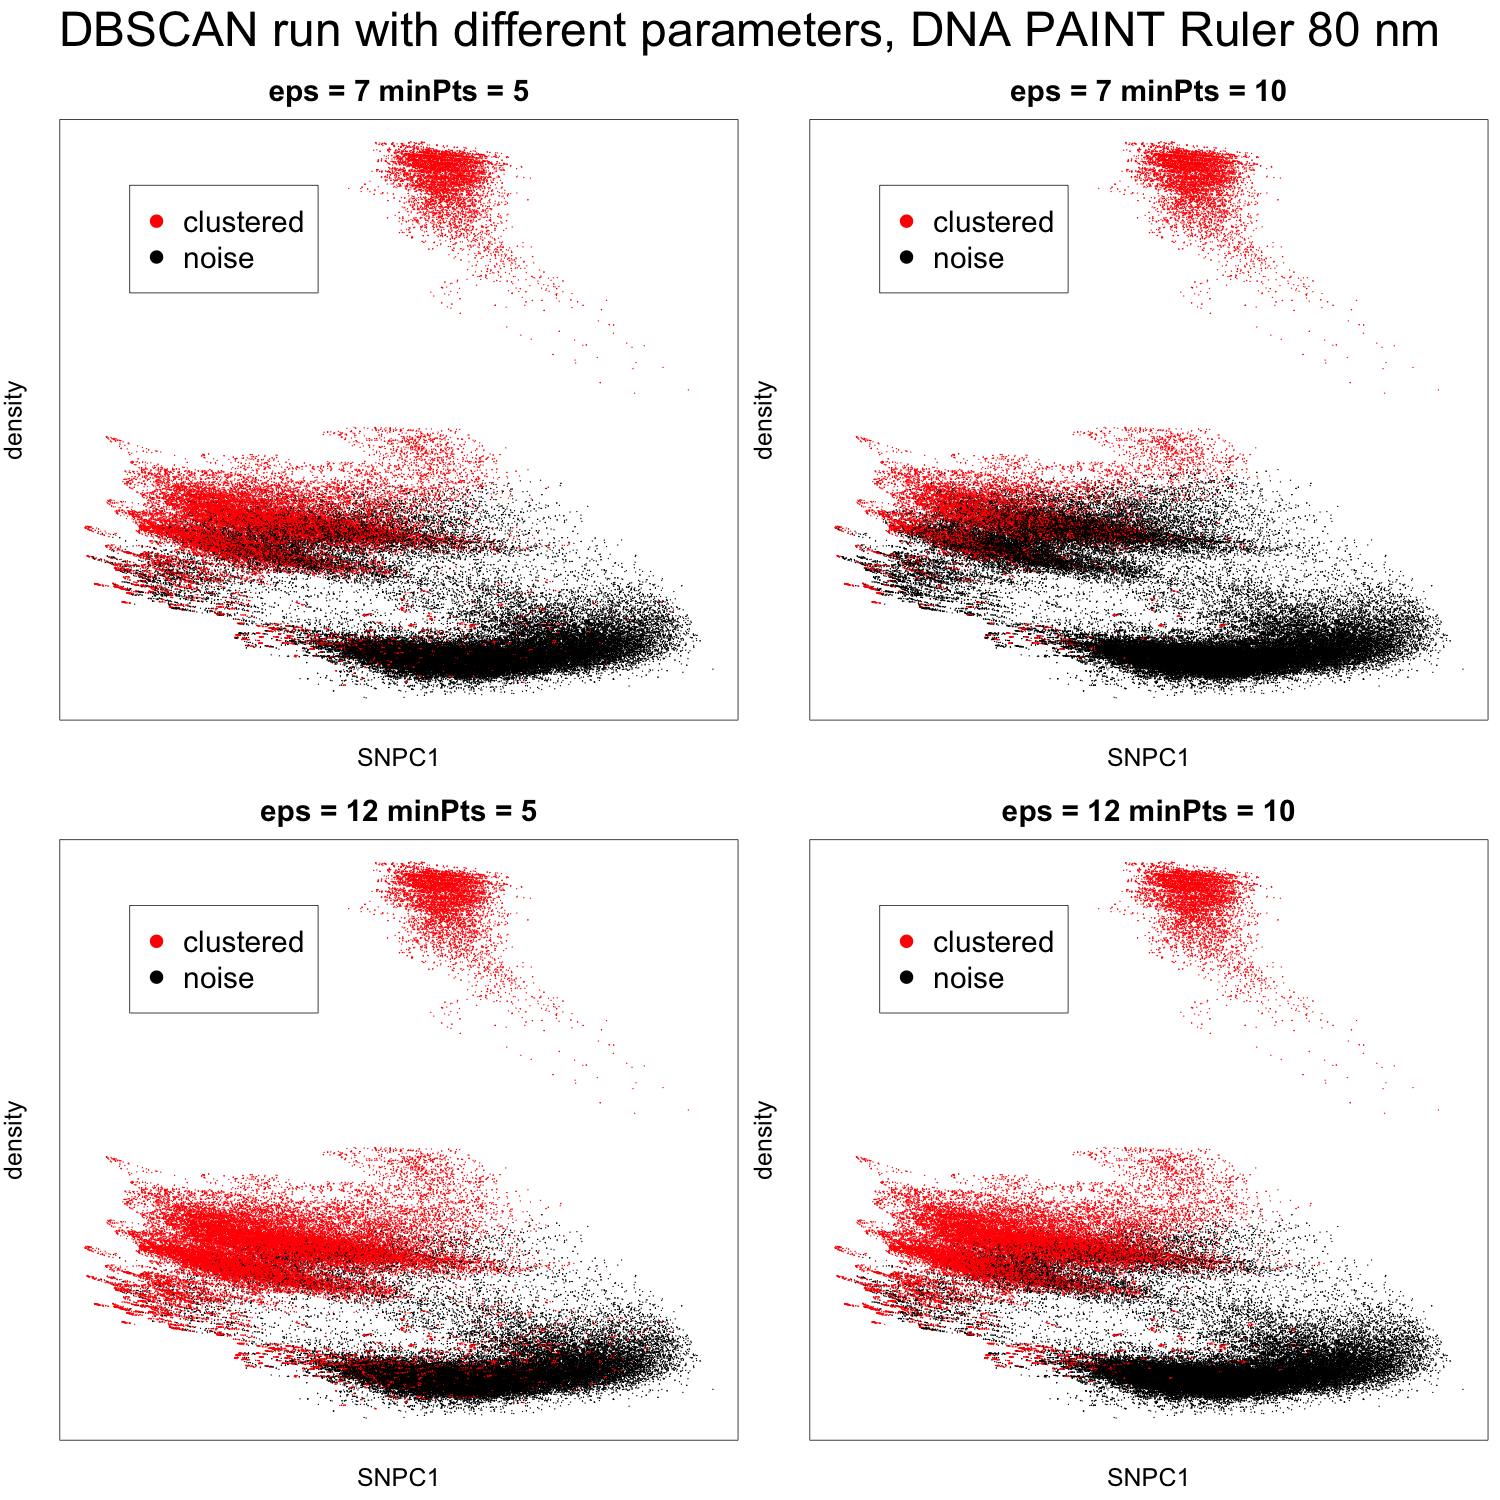 DBSCAN run with different parameters, DNA PAINT Ruler 80 nm
eps = 7 minPts = 5
clustered
noise
density
SNPC1
eps = 7 minPts = 10
clustered
noise
density
SNPC1
eps = 12 minPts = 5
clustered
noise
density
SNPC1
eps = 12 minPts = 10
clustered
noise
density
SNPC1